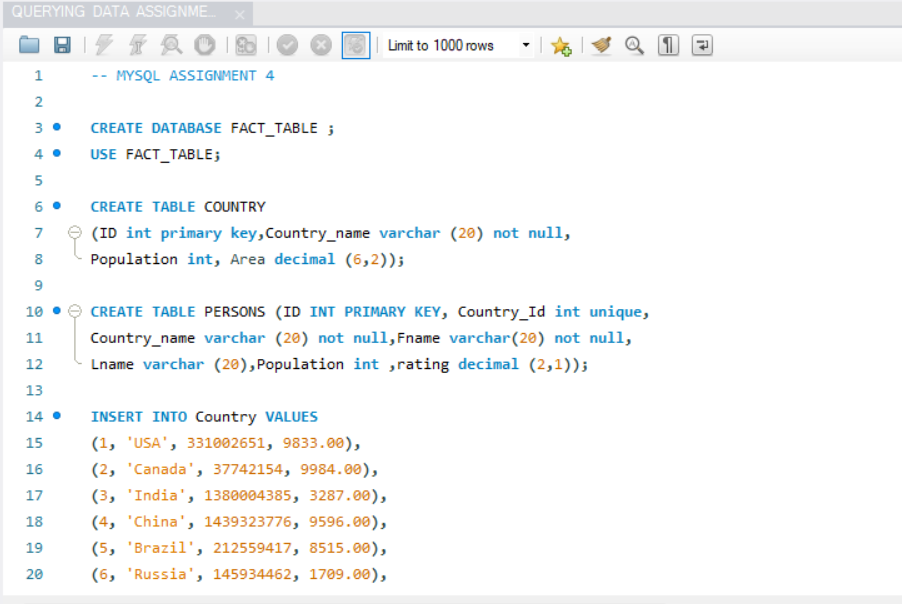 QUERYING DATA ASSIGNME...
Limit to 1000 rows
1 -- MYSQL ASSIGNMENT 4
2
3 CREATE DATABASE FACT_TABLE ;
4 USE FACT_TABLE;
5
6 CREATE TABLE COUNTRY
7 (ID int primary key,Country_name varchar (20) not null,
8 Population int, Area decimal (6,2));
9
10 CREATE TABLE PERSONS (ID INT PRIMARY KEY, Country_Id int unique,
11 Country_name varchar (20) not null,Fname varchar(20) not null,
12 Lname varchar (20),Population int ,rating decimal (2,1));
13
14 INSERT INTO Country VALUES
15 (1, 'USA', 331002651, 9833.00),
16 (2, 'Canada', 37742154, 9984.00),
17 (3, 'India', 1380004385, 3287.00),
18 (4, 'China', 1439323776, 9596.00),
19 (5, 'Brazil', 212559417, 8515.00),
20 (6, 'Russia', 145934462, 1709.00),